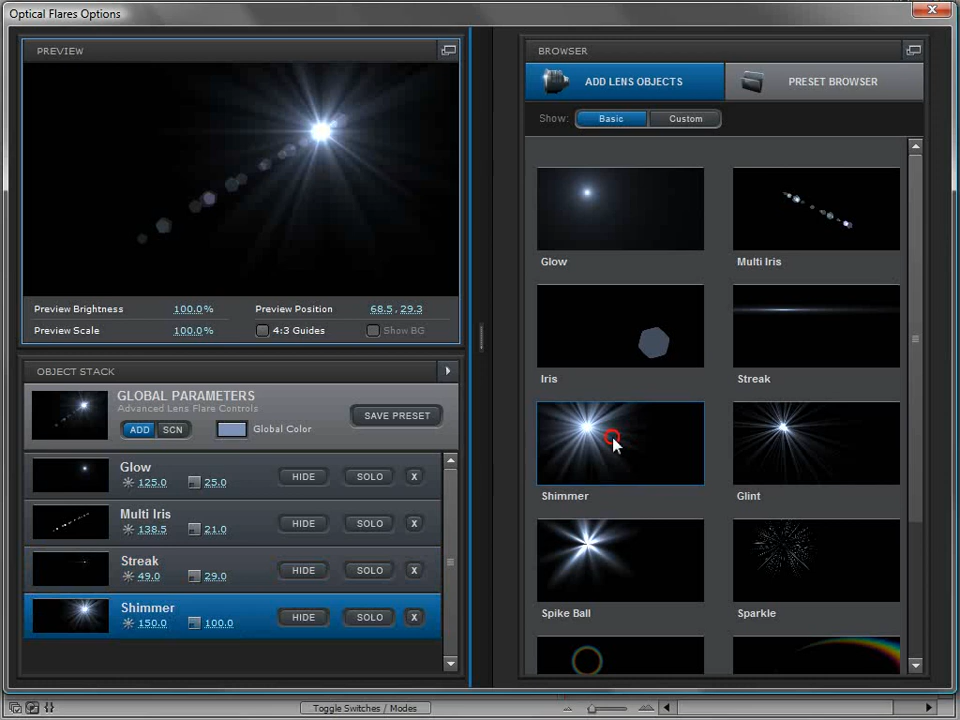 Optical Flares Options
PREVIEW
Preview Brightness 100.0% Preview Position 68.5, 29.3
Preview Scale 100.0% 4:3 Guides Show BG
OBJECT STACK
GLOBAL PARAMETERS
Advanced Lens Flare Controls
SAVE PRESET
ADD SCN Global Color
Glow
125.0 25.0 HIDE SOLO X
Multi Iris
138.5 21.0 HIDE SOLO X
Streak
49.0 29.0 HIDE SOLO X
Shimmer
150.0 100.0 HIDE SOLO X
BROWSER
ADD LENS OBJECTS PRESET BROWSER
Show: Basic Custom
Glow Multi Iris
Iris Streak
Shimmer Glint
Spike Ball Sparkle
Toggle Switches / Modes